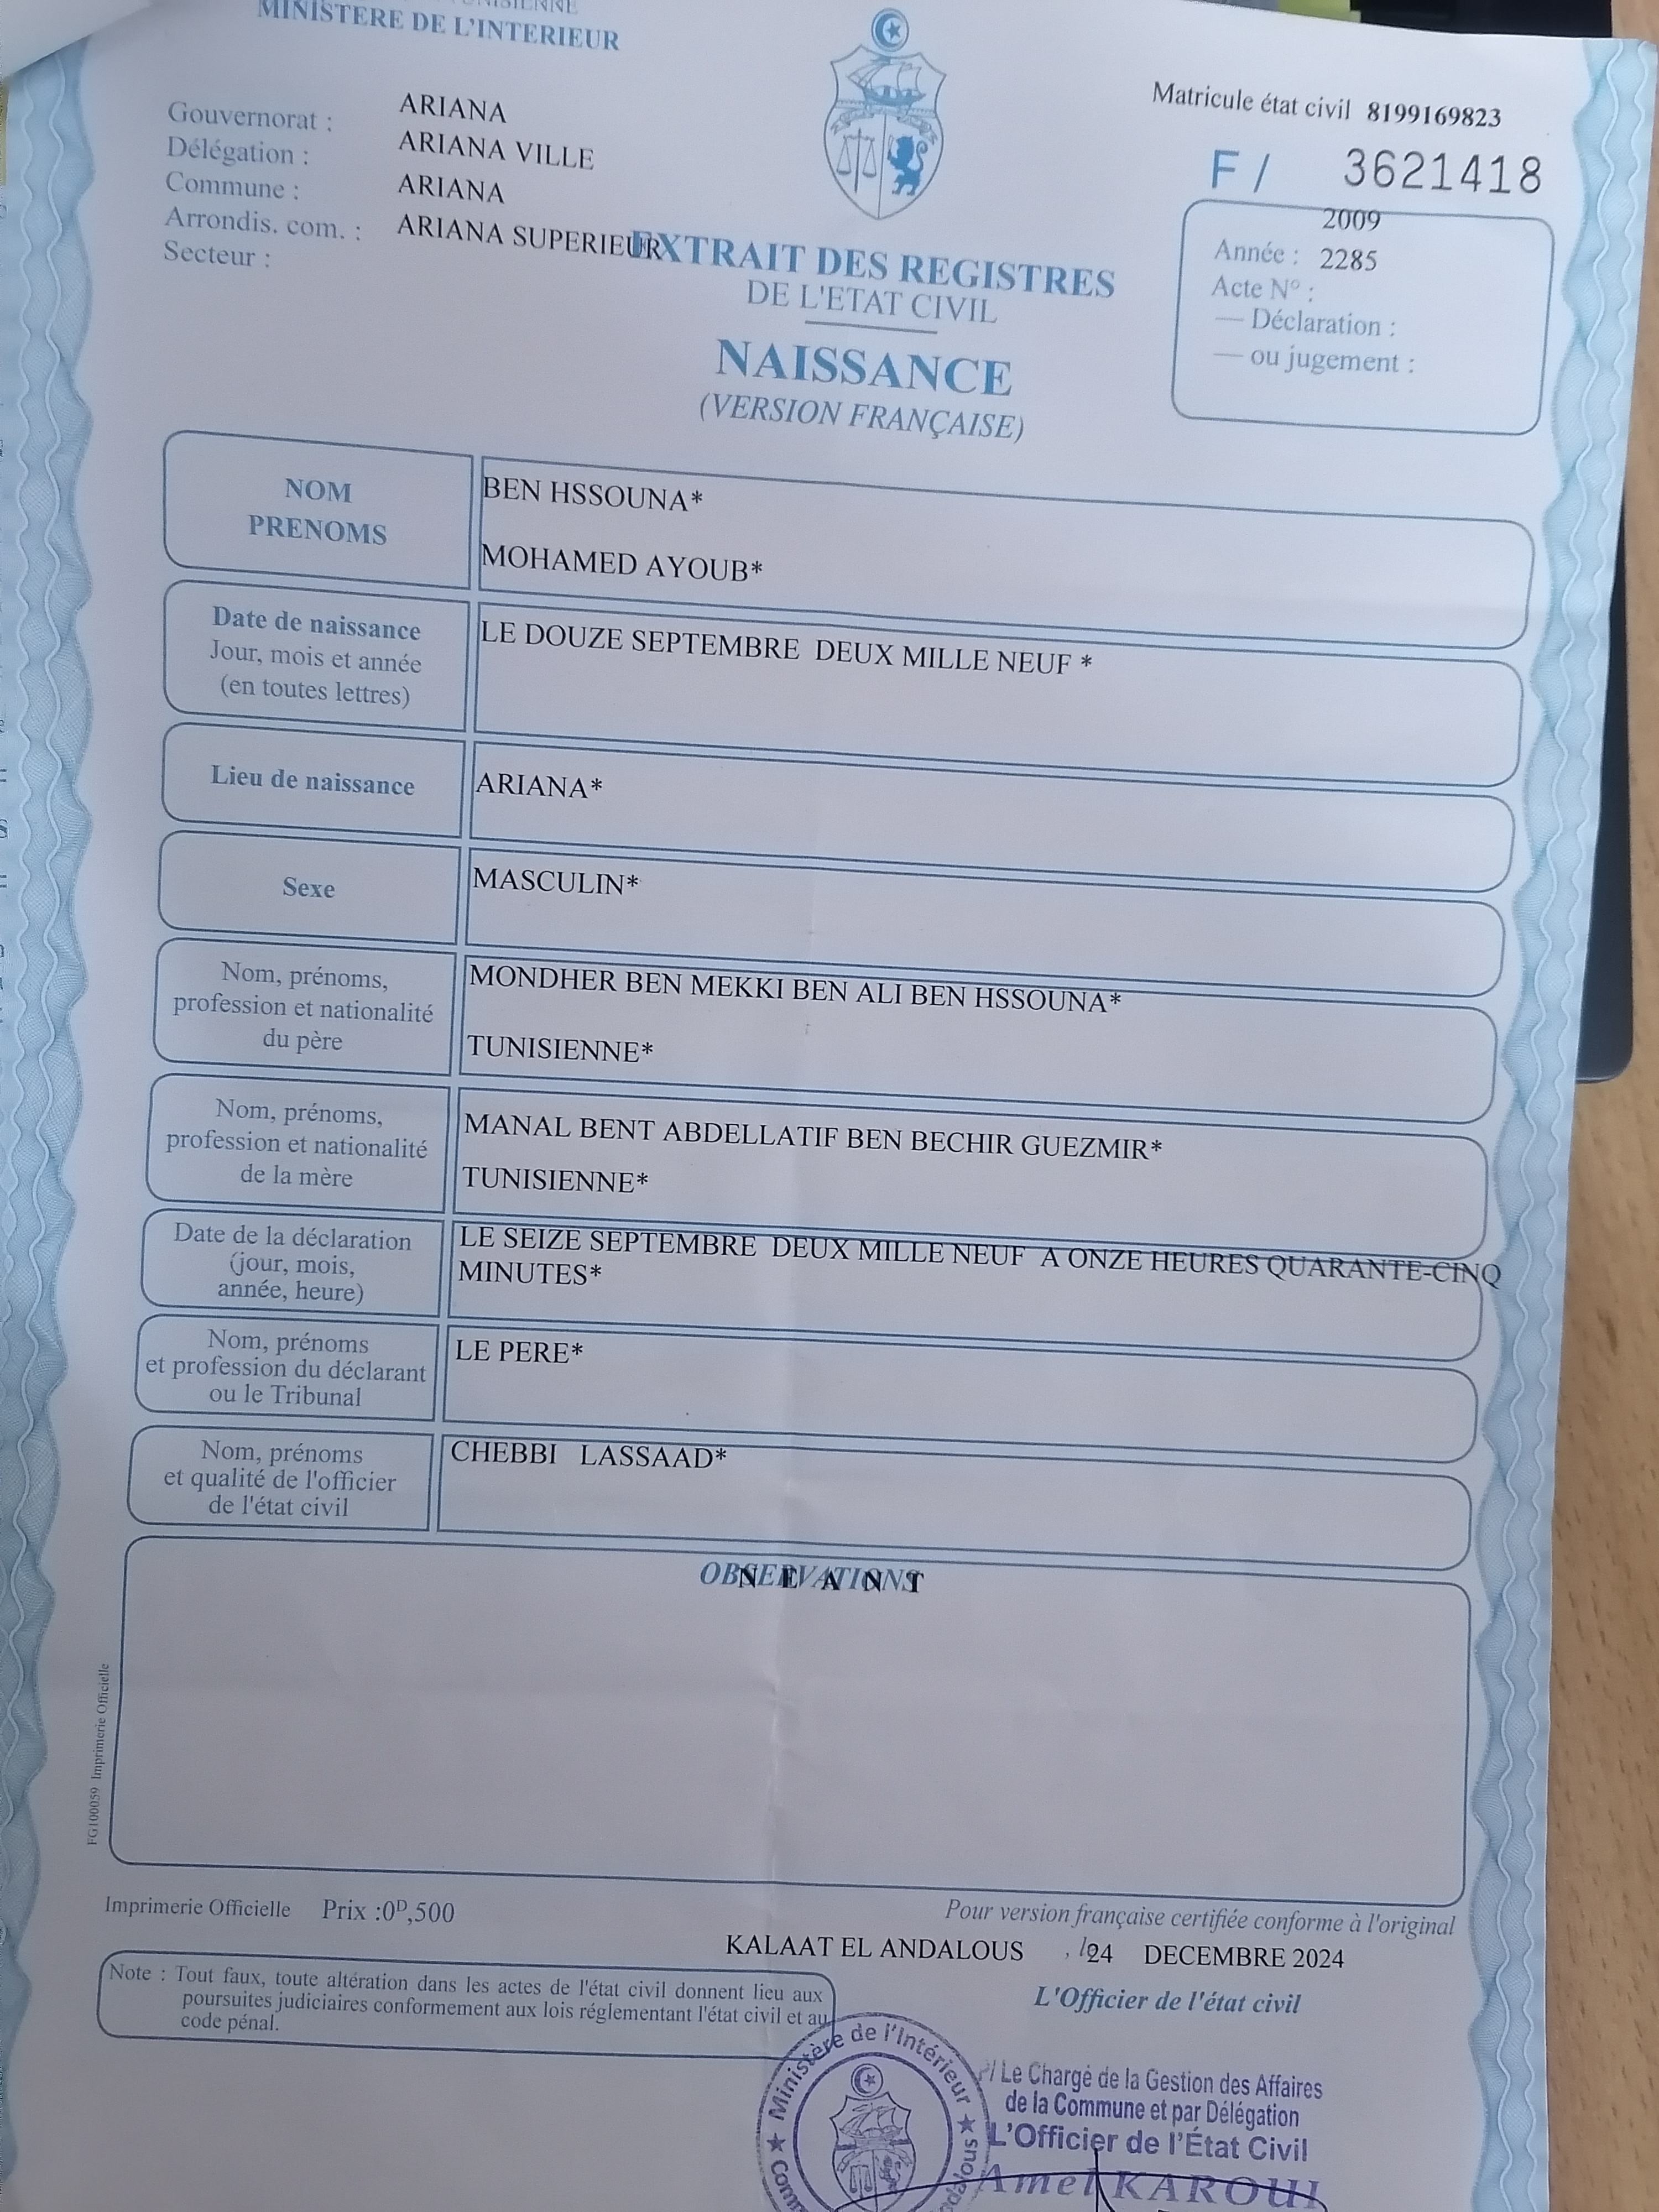 MINISTERE DE L'INTERIEUR
Gouvernorat : ARIANA
Délégation : ARIANA VILLE
Commune : ARIANA
Arrondis. com. : ARIANA SUPERIEUR
Secteur :
Matricule état civil 8199169823
F / 3621418
2009
Année : 2285
Acte N° :
— Déclaration :
— ou jugement :
EXTRAIT DES REGISTRES
DE L'ETAT CIVIL
NAISSANCE
(VERSION FRANÇAISE)
NOM
PRENOMS
BEN HSSOUNA*
MOHAMED AYOUB*
Date de naissance
Jour, mois et année
(en toutes lettres)
LE DOUZE SEPTEMBRE DEUX MILLE NEUF *
Lieu de naissance
ARIANA*
Sexe
MASCULIN*
Nom, prénoms,
profession et nationalité
du père
MONDHER BEN MEKKI BEN ALI BEN HSSOUNA*
TUNISIENNE*
Nom, prénoms,
profession et nationalité
de la mère
MANAL BENT ABDELLATIF BEN BECHIR GUEZMIR*
TUNISIENNE*
Date de la déclaration
(jour, mois,
année, heure)
LE SEIZE SEPTEMBRE DEUX MILLE NEUF A ONZE HEURES QUARANTE-CINQ
MINUTES*
Nom, prénoms
et profession du déclarant
ou le Tribunal
LE PERE*
Nom, prénoms
et qualité de l'officier
de l'état civil
CHEBBI LASSAAD*
OBSERVATIONS
N E A N T
FG100059 Imprimerie Officielle
Imprimerie Officielle Prix :0ᴰ,500
Pour version française certifiée conforme à l'original
KALAAT EL ANDALOUS , le 24 DECEMBRE 2024
Note : Tout faux, toute altération dans les actes de l'état civil donnent lieu aux
poursuites judiciaires conformement aux lois réglementant l'état civil et au
code pénal.
L'Officier de l'état civil
Ministère de l'Intérieur
P/ Le Chargé de la Gestion des Affaires
de la Commune et par Délégation
L'Officier de l'État Civil
Amel KAROUI